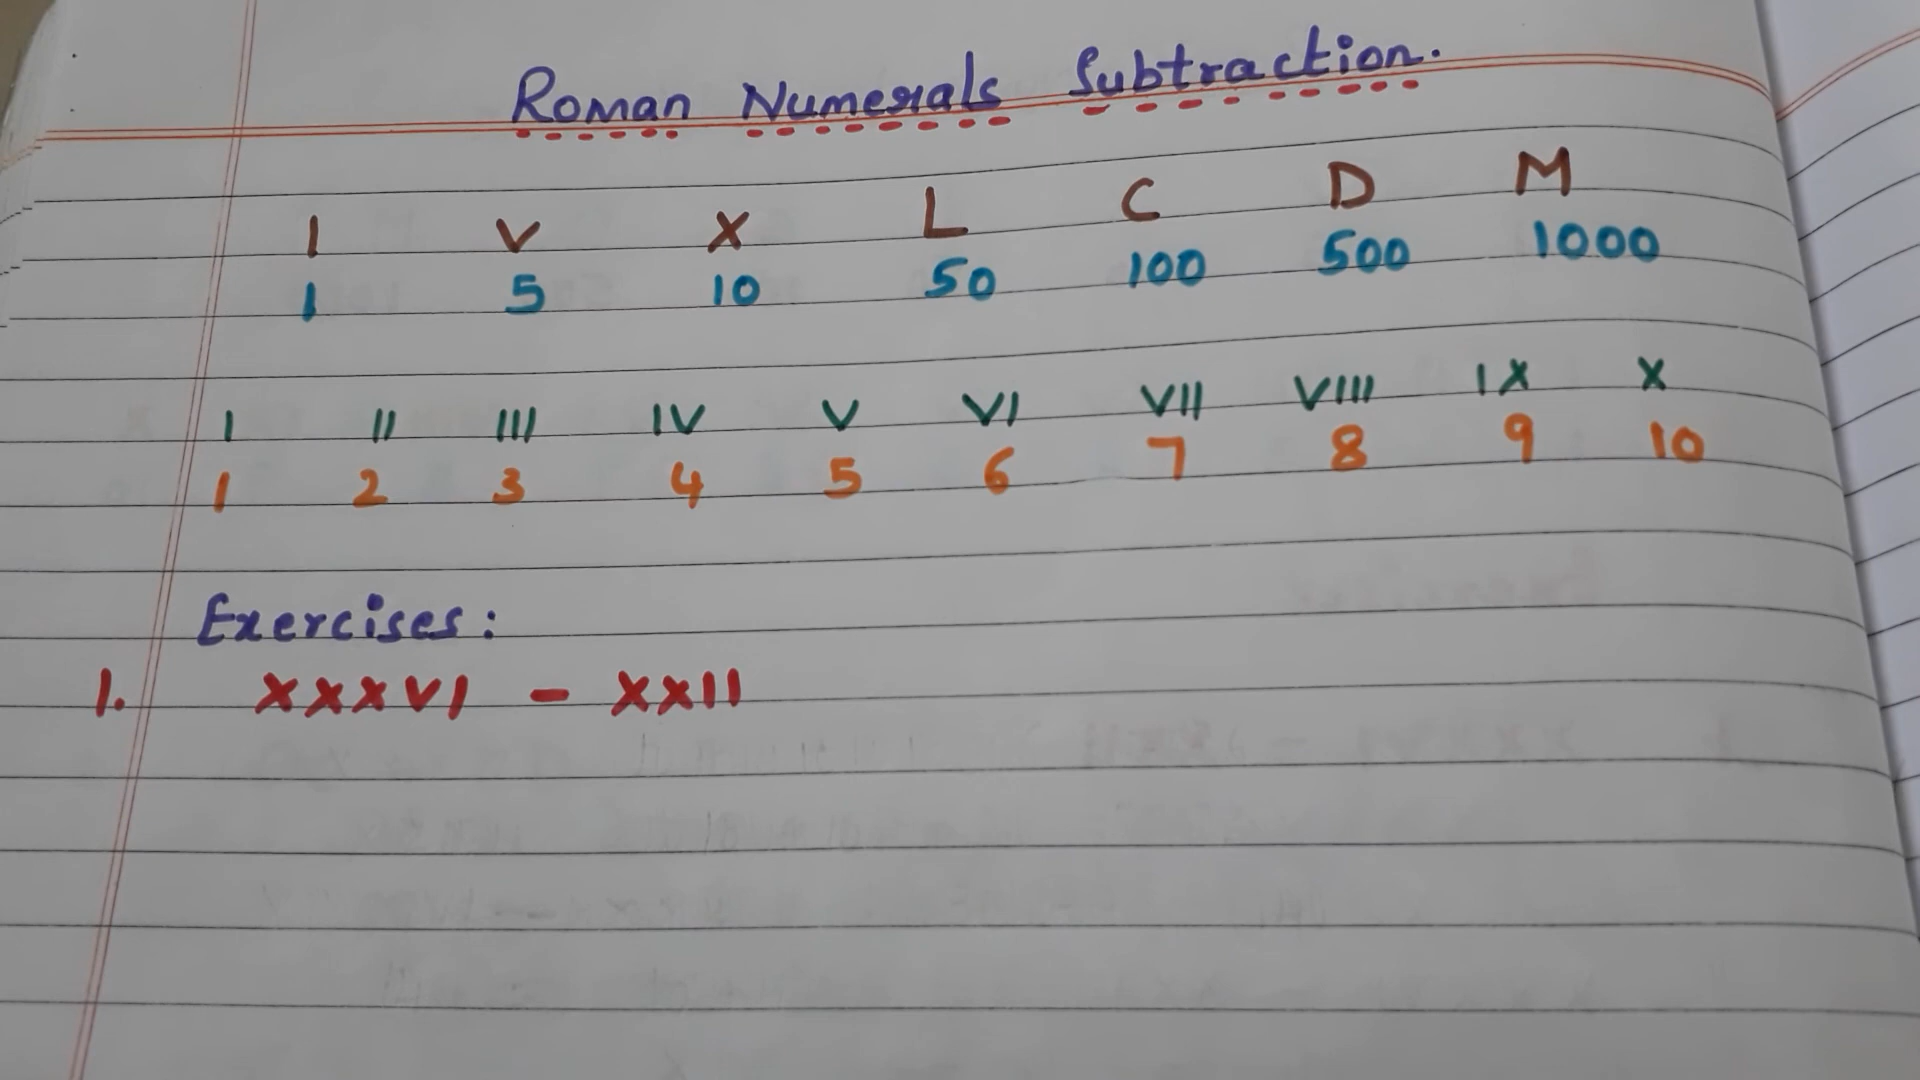 Roman Numerals Subtraction.
I V X L C D M
1 5 10 50 100 500 1000
I II III IV V VI VII VIII IX X
1 2 3 4 5 6 7 8 9 10
Exercises:
1. XXXVI - XXII